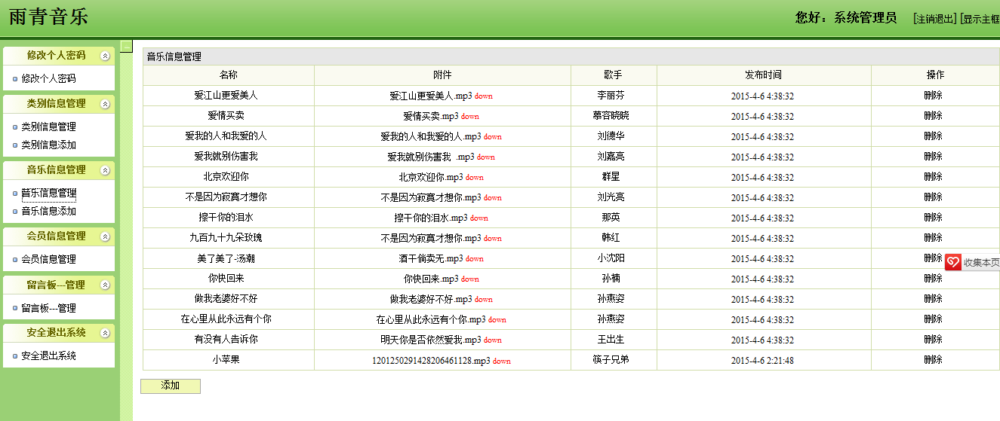 雨青音乐
您好：系统管理员 [注销退出] [显示主框
修改个人密码
修改个人密码
类别信息管理
类别信息管理
类别信息添加
音乐信息管理
音乐信息管理
音乐信息添加
会员信息管理
会员信息管理
留言板---管理
留言板---管理
安全退出系统
安全退出系统
音乐信息管理
名称 附件 歌手 发布时间 操作
爱江山更爱美人 爱江山更爱美人.mp3 down 李丽芬 2015-4-6 4:38:32 删除
爱情买卖 爱情买卖.mp3 down 慕容晓晓 2015-4-6 4:38:32 删除
爱我的人和我爱的人 爱我的人和我爱的人.mp3 down 刘德华 2015-4-6 4:38:32 删除
爱我就别伤害我 爱我就别伤害我 .mp3 down 刘嘉亮 2015-4-6 4:38:32 删除
北京欢迎你 北京欢迎你.mp3 down 群星 2015-4-6 4:38:32 删除
不是因为寂寞才想你 不是因为寂寞才想你.mp3 down 刘光亮 2015-4-6 4:38:32 删除
擦干你的泪水 擦干你的泪水.mp3 down 那英 2015-4-6 4:38:32 删除
九百九十九朵玫瑰 不是因为寂寞才想你.mp3 down 韩红 2015-4-6 4:38:32 删除
美了美了-汤潮 酒干倘卖无.mp3 down 小沈阳 2015-4-6 4:38:32 删除
你快回来 你快回来.mp3 down 孙楠 2015-4-6 4:38:32 删除
做我老婆好不好 做我老婆好不好.mp3 down 孙燕姿 2015-4-6 4:38:32 删除
在心里从此永远有个你 在心里从此永远有个你.mp3 down 孙燕姿 2015-4-6 4:38:32 删除
有没有人告诉你 明天你是否依然爱我.mp3 down 王出生 2015-4-6 4:38:32 删除
小苹果 1201250291428206461128.mp3 down 筷子兄弟 2015-4-6 2:21:48 删除
收集本页
添加